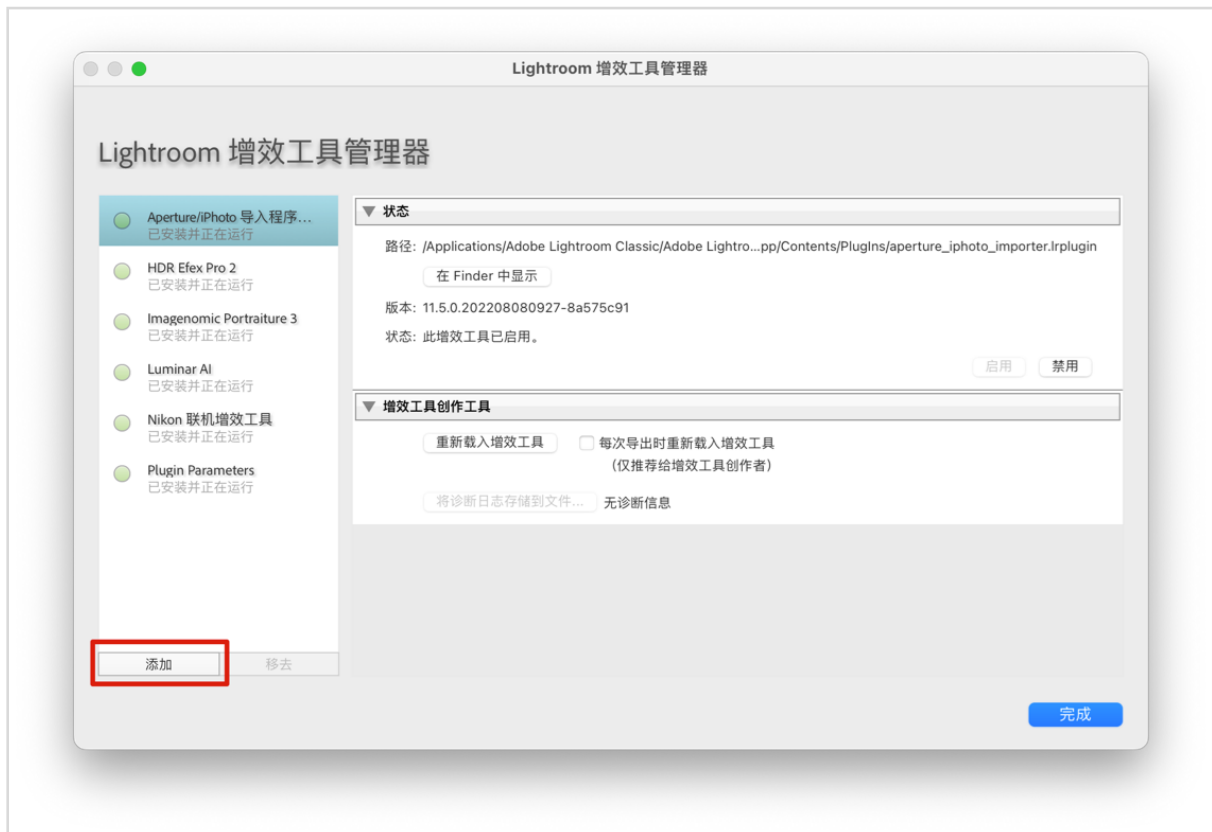 Lightroom 增效工具管理器
Lightroom 增效工具管理器
Aperture/iPhoto 导入程序...
已安装并正在运行
HDR Efex Pro 2
已安装并正在运行
Imagenomic Portraiture 3
已安装并正在运行
Luminar AI
已安装并正在运行
Nikon 联机增效工具
已安装并正在运行
Plugin Parameters
已安装并正在运行
添加
移去
状态
路径: /Applications/Adobe Lightroom Classic/Adobe Lightro...pp/Contents/PlugIns/aperture_iphoto_importer.lrplugin
在 Finder 中显示
版本: 11.5.0.202208080927-8a575c91
状态: 此增效工具已启用。
启用 禁用
增效工具创作工具
重新载入增效工具 每次导出时重新载入增效工具
(仅推荐给增效工具创作者)
将诊断日志存储到文件... 无诊断信息
完成